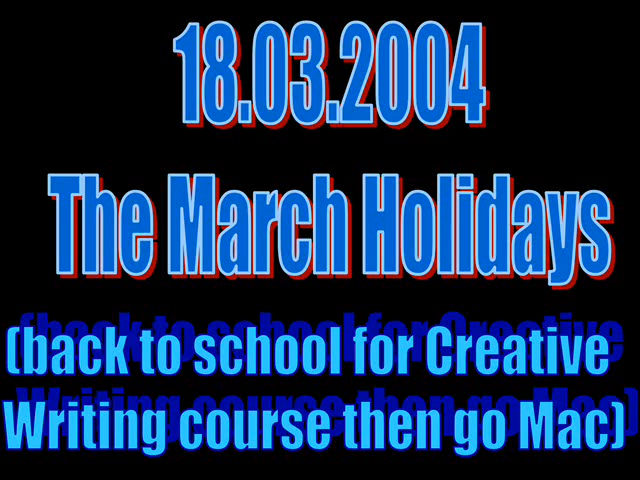 18.03.2004
The March Holidays
(back to school for Creative
Writing course then go Mac)